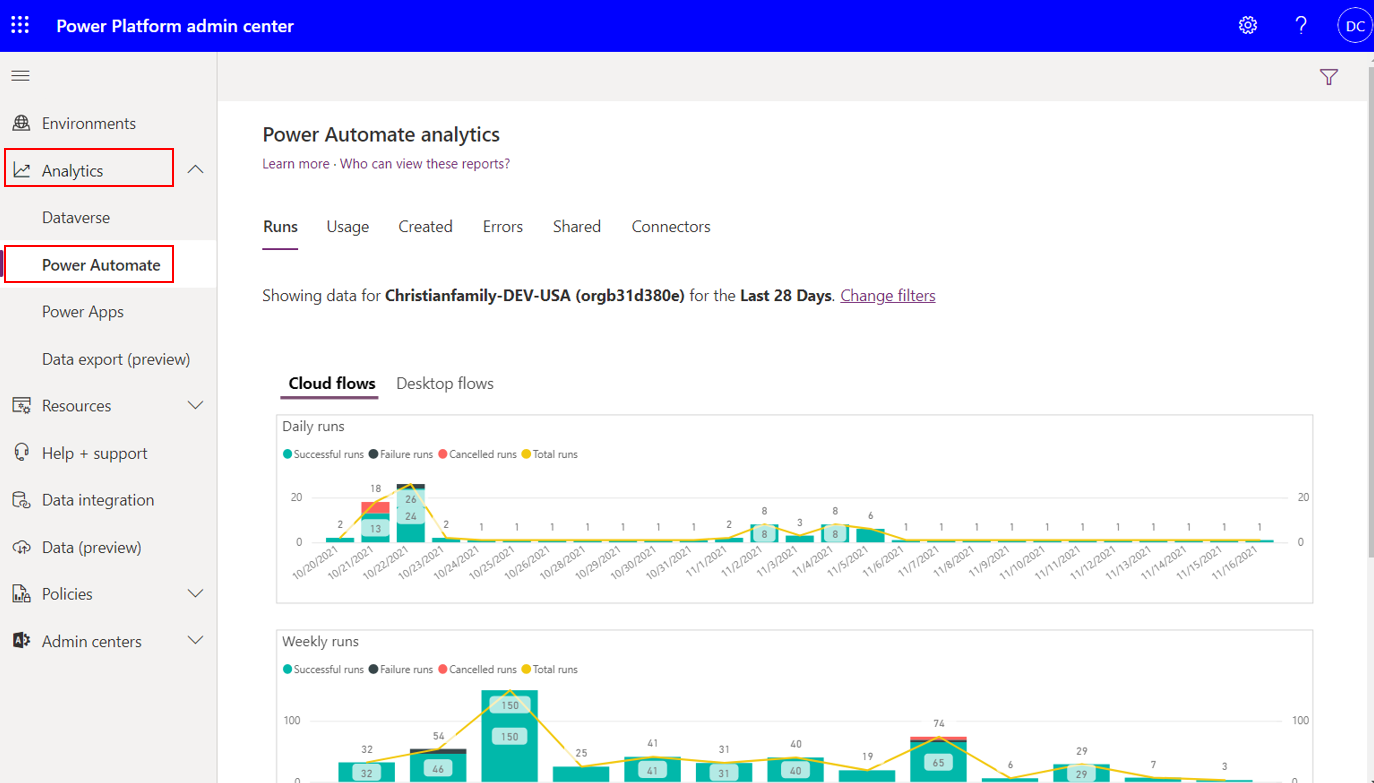 Power Platform admin center
?
DC
Environments
Analytics
Dataverse
Power Automate
Power Apps
Data export (preview)
Resources
Help + support
Data integration
Data (preview)
Policies
Admin centers
Power Automate analytics
Learn more · Who can view these reports?
Runs Usage Created Errors Shared Connectors
Showing data for Christianfamily-DEV-USA (orgb31d380e) for the Last 28 Days. Change filters
Cloud flows Desktop flows
Daily runs
Successful runs Failure runs Cancelled runs Total runs
20 20
0 0
2 18 26 2 1 1 1 1 1 1 1 2 8 3 8 6 1 1 1 1 1 1 1 1 1 1 1
13 24 8 8
10/20/2021 10/21/2021 10/22/2021 10/23/2021 10/24/2021 10/25/2021 10/26/2021 10/28/2021 10/29/2021 10/30/2021 10/31/2021 11/1/2021 11/2/2021 11/3/2021 11/4/2021 11/5/2021 11/6/2021 11/7/2021 11/8/2021 11/9/2021 11/10/2021 11/11/2021 11/12/2021 11/13/2021 11/14/2021 11/15/2021 11/16/2021
Weekly runs
Successful runs Failure runs Cancelled runs Total runs
100 100
0 0
32 54 150 25 41 31 40 19 74 6 29 7 3
32 46 150 41 31 40 65 29